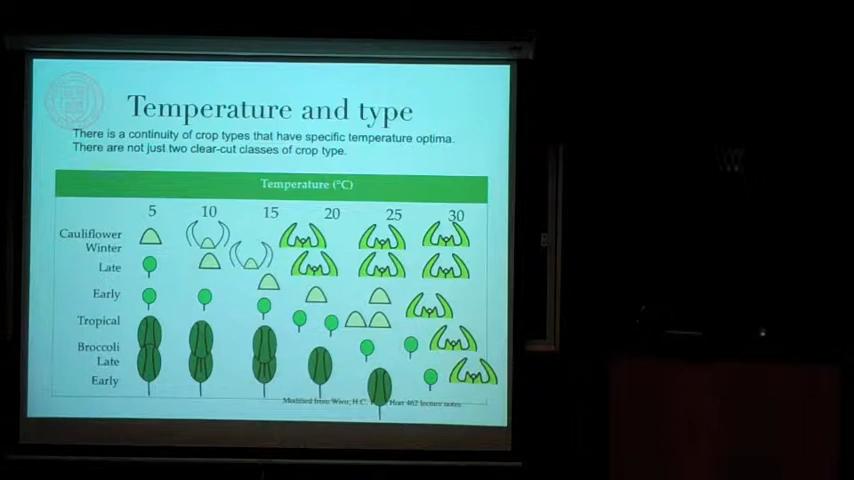 Temperature and type
There is a continuity of crop types that have specific temperature optima.
There are not just two clear-cut classes of crop type.
Temperature (°C)
5 10 15 20 25 30
Cauliflower
Winter
Late
Early
Tropical
Broccoli
Late
Early
Modified from Wien, H.C. Hort 462 lecture notes